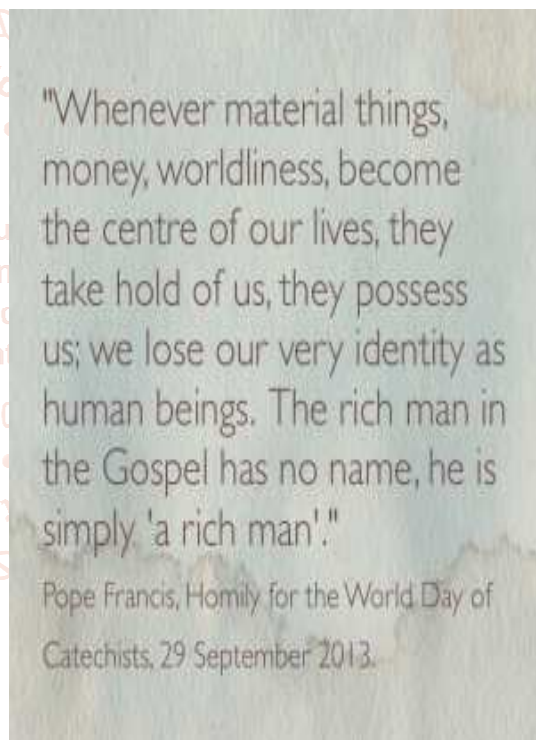 "Whenever material things,
money, worldliness, become
the centre of our lives, they
take hold of us, they possess
us; we lose our very identity as
human beings. The rich man in
the Gospel has no name, he is
simply 'a rich man'."
Pope Francis, Homily for the World Day of
Catechists, 29 September 2013.